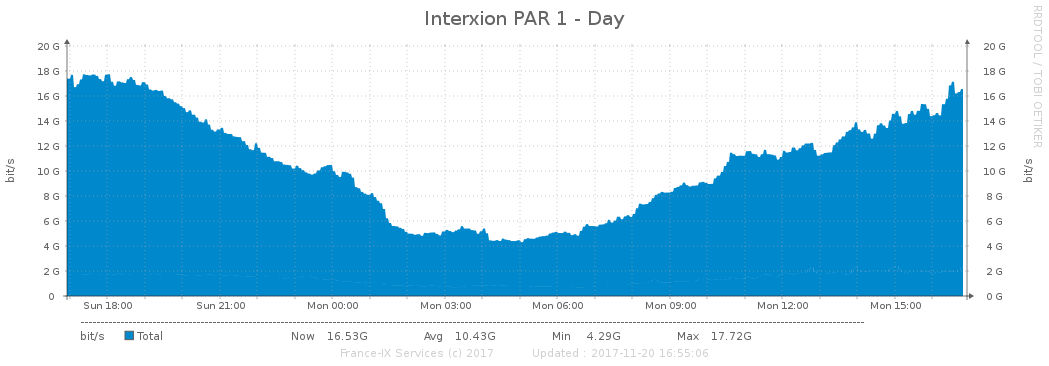 Interxion PAR 1 - Day
RRDTOOL / TOBI OETIKER
20 G 20 G
18 G 18 G
16 G 16 G
14 G 14 G
12 G 12 G
10 G 10 G
8 G 8 G
6 G 6 G
4 G 4 G
2 G 2 G
0 0 G
bit/s
bit/s
Sun 18:00 Sun 21:00 Mon 00:00 Mon 03:00 Mon 06:00 Mon 09:00 Mon 12:00 Mon 15:00
bit/s Total Now 16.53G Avg 10.43G Min 4.29G Max 17.72G
France-IX Services (c) 2017 Updated : 2017-11-20 16:55:06